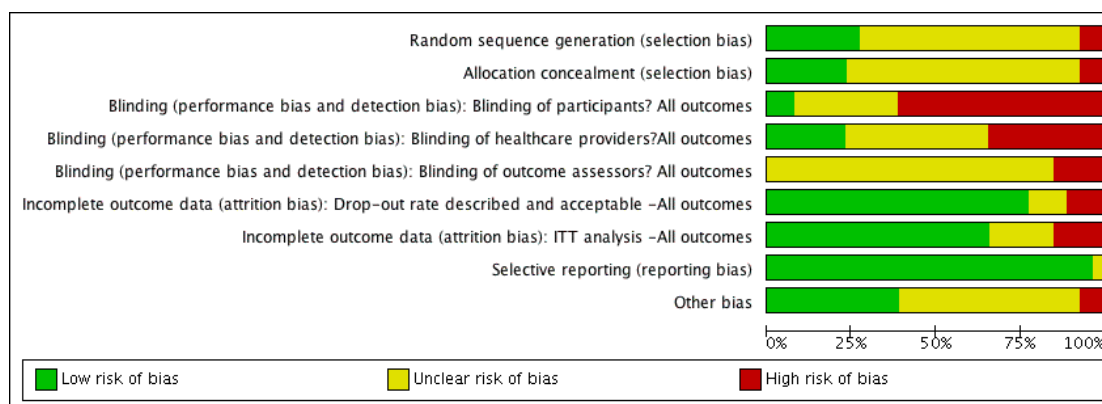 Random sequence generation (selection bias)
Allocation concealment (selection bias)
Blinding (performance bias and detection bias): Blinding of participants? All outcomes
Blinding (performance bias and detection bias): Blinding of healthcare providers?All outcomes
Blinding (performance bias and detection bias): Blinding of outcome assessors? All outcomes
Incomplete outcome data (attrition bias): Drop-out rate described and acceptable -All outcomes
Incomplete outcome data (attrition bias): ITT analysis -All outcomes
Selective reporting (reporting bias)
Other bias
0% 25% 50% 75% 100%
Low risk of bias Unclear risk of bias High risk of bias